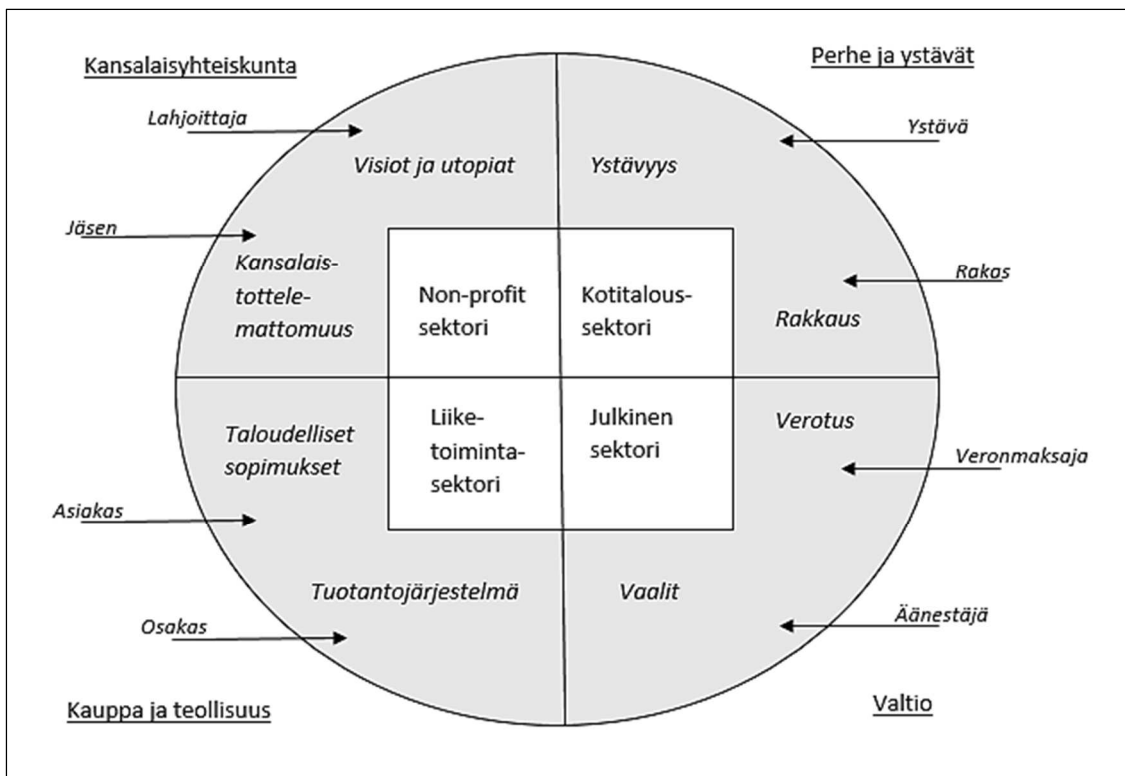 Kansalaisyhteiskunta
Perhe ja ystävät
Lahjoittaja
Ystävä
Visiot ja utopiat
Ystävyys
Jäsen
Kansalais-
tottele-
mattomuus
Non-profit
sektori
Kotitalous-
sektori
Rakas
Rakkaus
Taloudelliset
sopimukset
Liike-
toiminta-
sektori
Julkinen
sektori
Verotus
Veronmaksaja
Asiakas
Tuotantojärjestelmä
Vaalit
Osakas
Äänestäjä
Kauppa ja teollisuus
Valtio